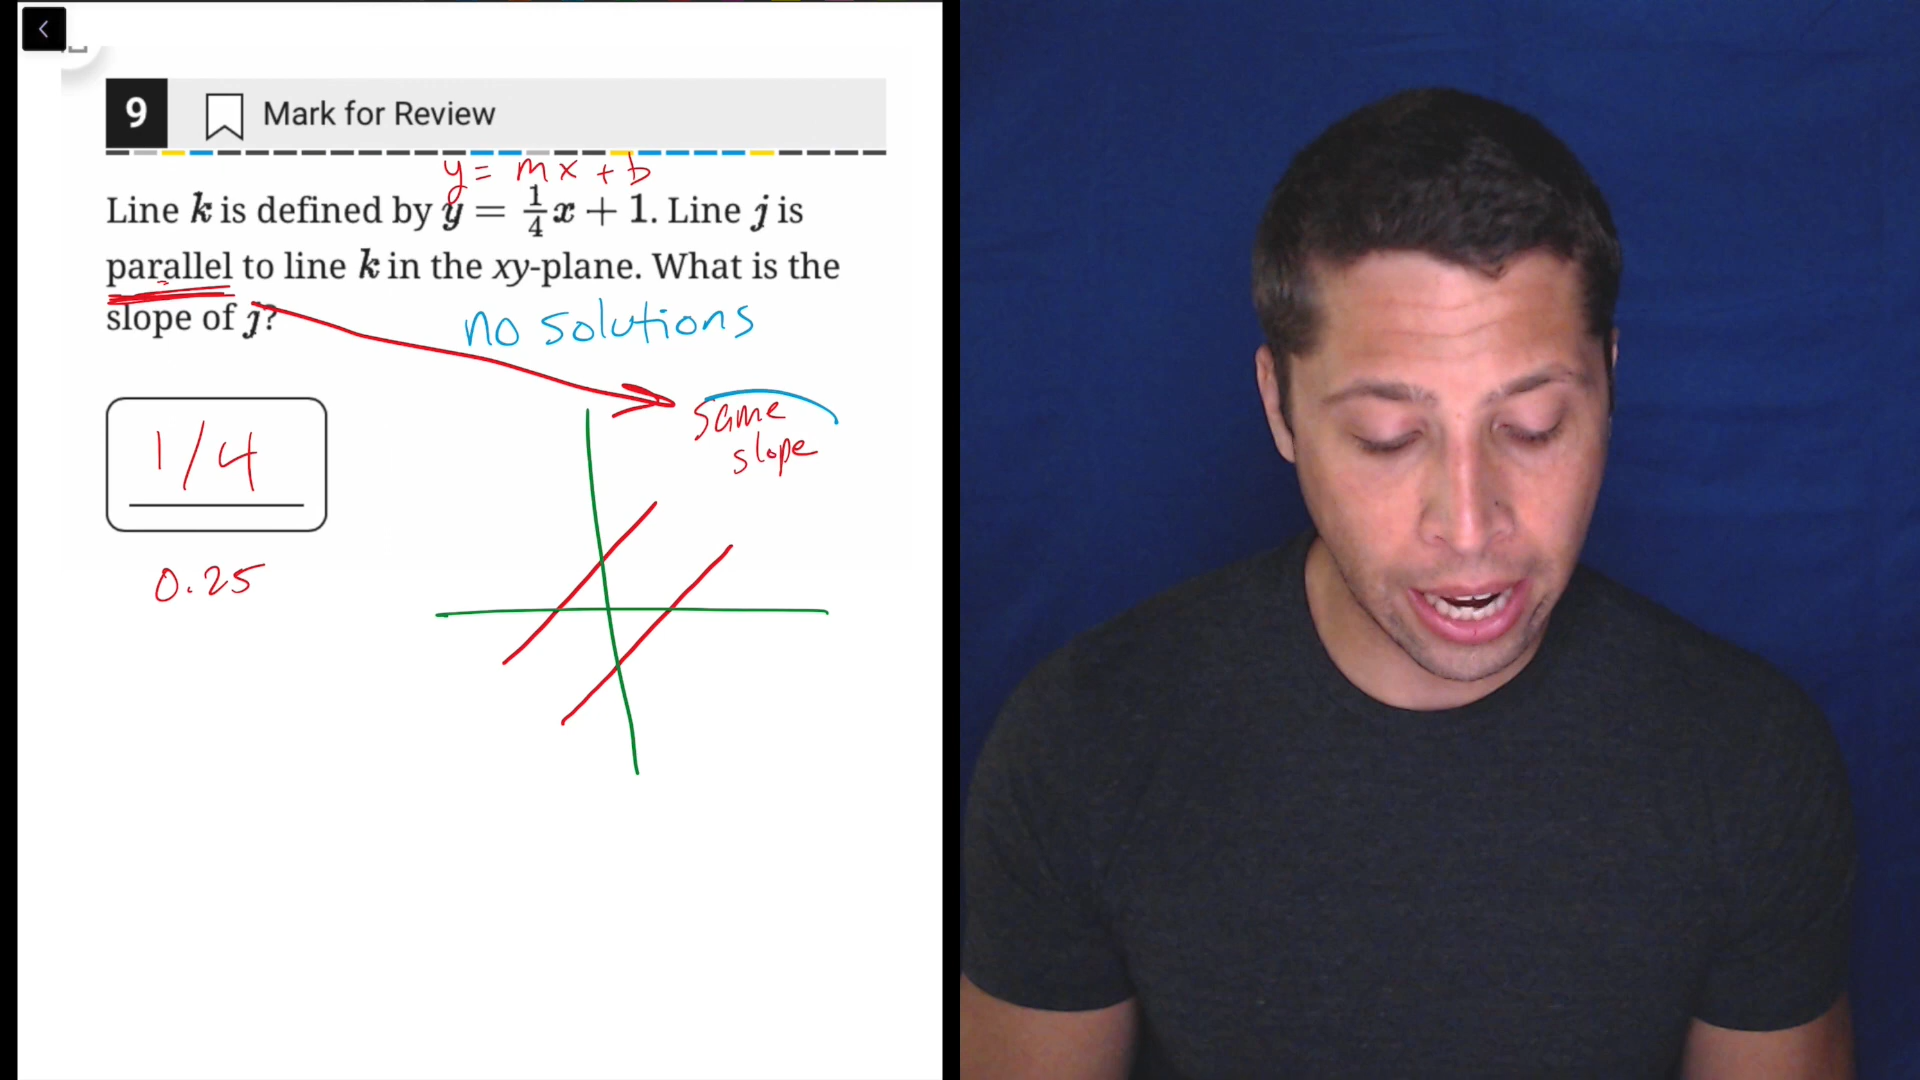 9 Mark for Review
y = mx + b
Line k is defined by y = 1/4 x + 1. Line j is
parallel to line k in the xy-plane. What is the
slope of j?
no solutions
same
slope
1/4
0.25